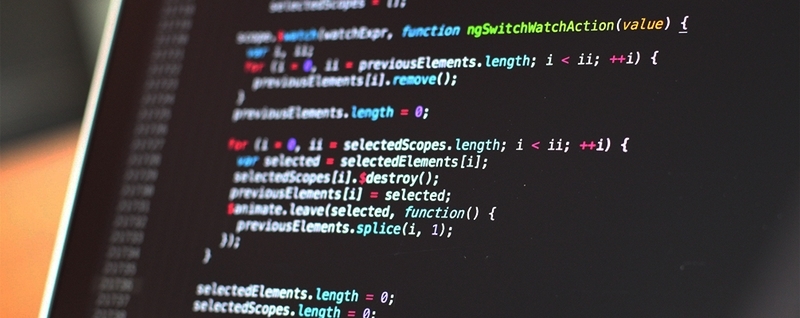 selectedScopes = [];
scope.$watch(watchExpr, function ngSwitchWatchAction(value) {
var i, ii;
for (i = 0, ii = previousElements.length; i < ii; ++i) {
previousElements[i].remove();
}
previousElements.length = 0;
for (i = 0, ii = selectedScopes.length; i < ii; ++i) {
var selected = selectedElements[i];
selectedScopes[i].$destroy();
previousElements[i] = selected;
$animate.leave(selected, function() {
previousElements.splice(i, 1);
});
}
selectedElements.length = 0;
selectedScopes.length = 0;